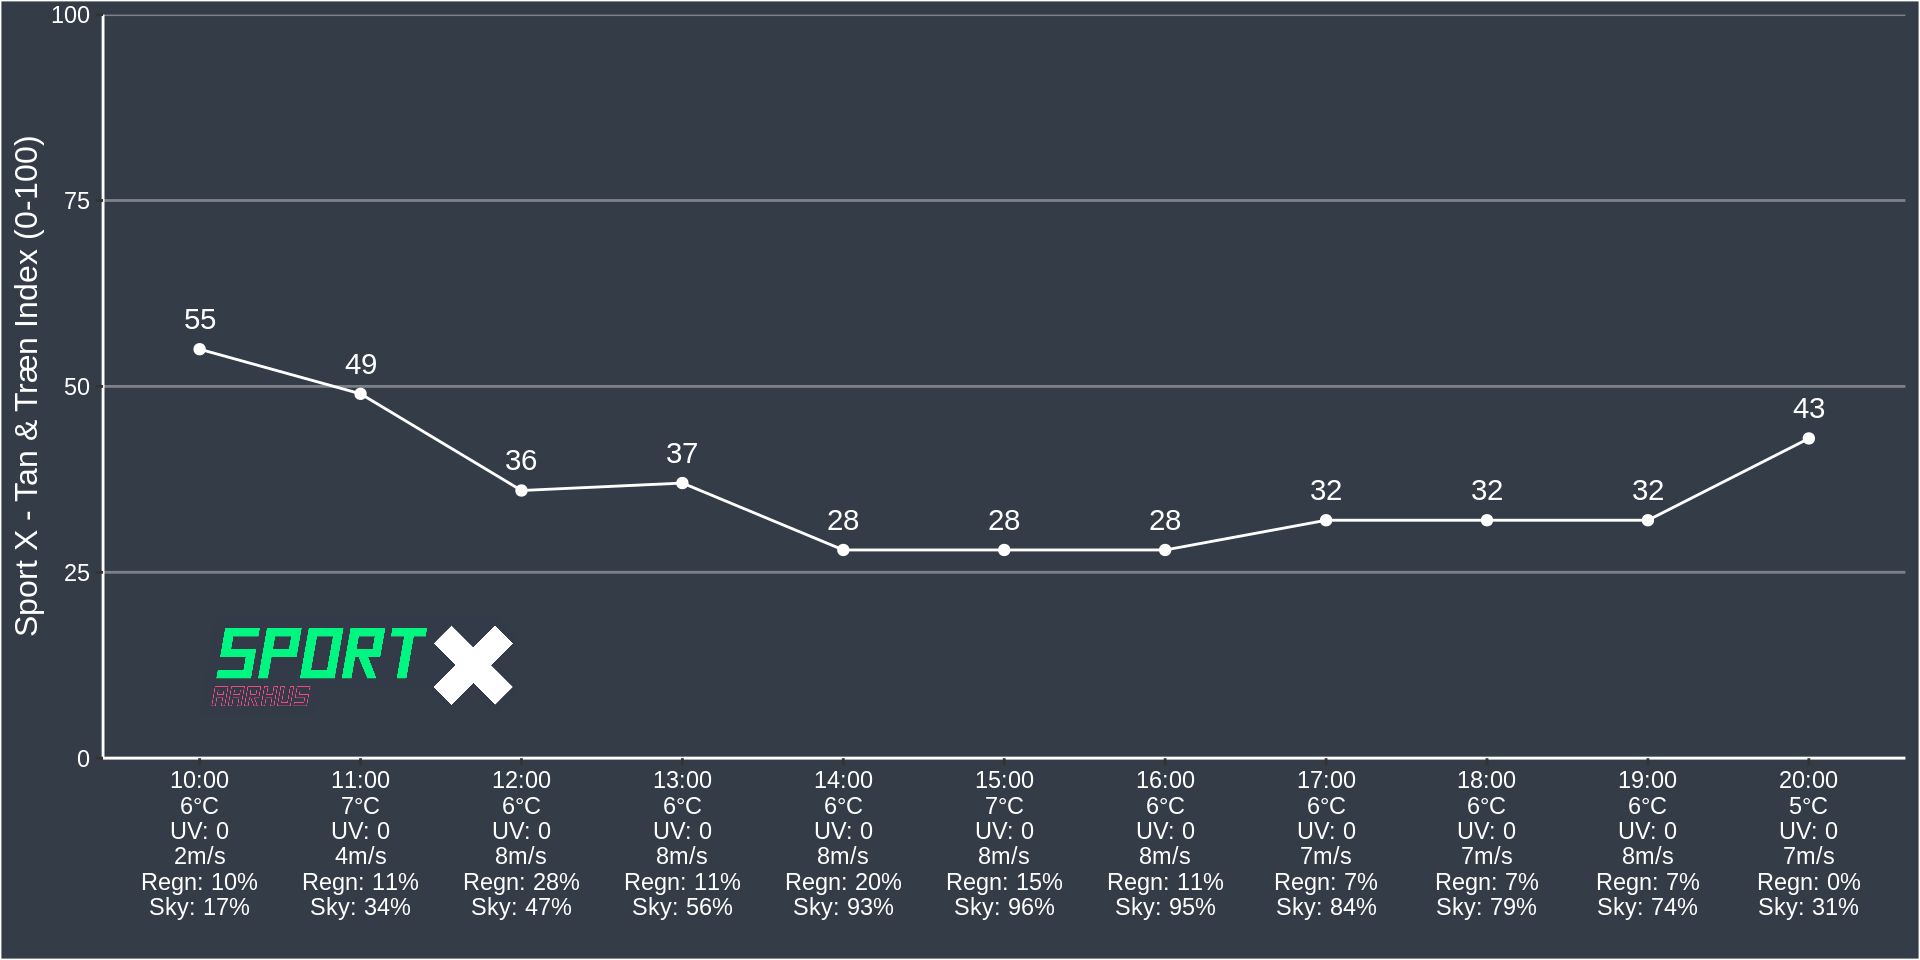 Sport X - Tan & Træn Index (0-100)
100
75
50
25
0
55
49
36
37
28
28
28
32
32
32
43
SPORT X
AARHUS
10:00 11:00 12:00 13:00 14:00 15:00 16:00 17:00 18:00 19:00 20:00
6°C 7°C 6°C 6°C 6°C 7°C 6°C 6°C 6°C 6°C 5°C
UV: 0 UV: 0 UV: 0 UV: 0 UV: 0 UV: 0 UV: 0 UV: 0 UV: 0 UV: 0 UV: 0
2m/s 4m/s 8m/s 8m/s 8m/s 8m/s 8m/s 7m/s 7m/s 8m/s 7m/s
Regn: 10% Regn: 11% Regn: 28% Regn: 11% Regn: 20% Regn: 15% Regn: 11% Regn: 7% Regn: 7% Regn: 7% Regn: 0%
Sky: 17% Sky: 34% Sky: 47% Sky: 56% Sky: 93% Sky: 96% Sky: 95% Sky: 84% Sky: 79% Sky: 74% Sky: 31%